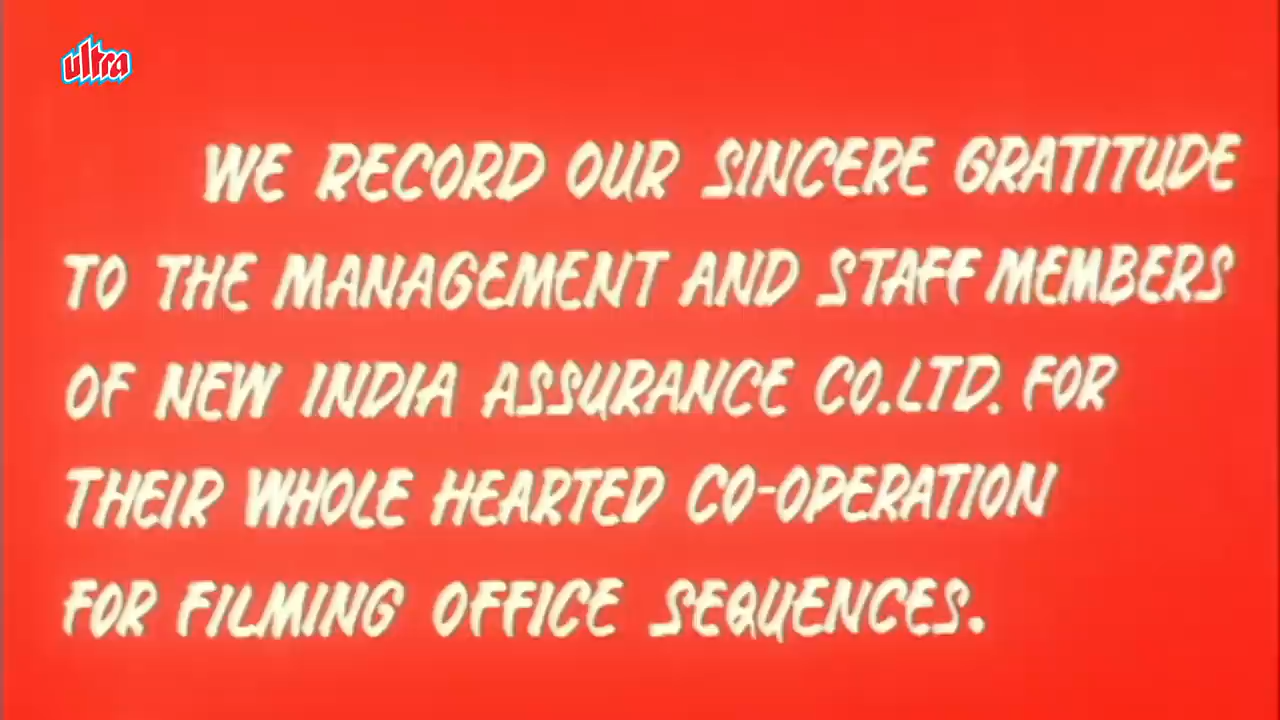 ultra
WE RECORD OUR SINCERE GRATITUDE
TO THE MANAGEMENT AND STAFF MEMBERS
OF NEW INDIA ASSURANCE CO.LTD. FOR
THEIR WHOLE HEARTED CO-OPERATION
FOR FILMING OFFICE SEQUENCES.